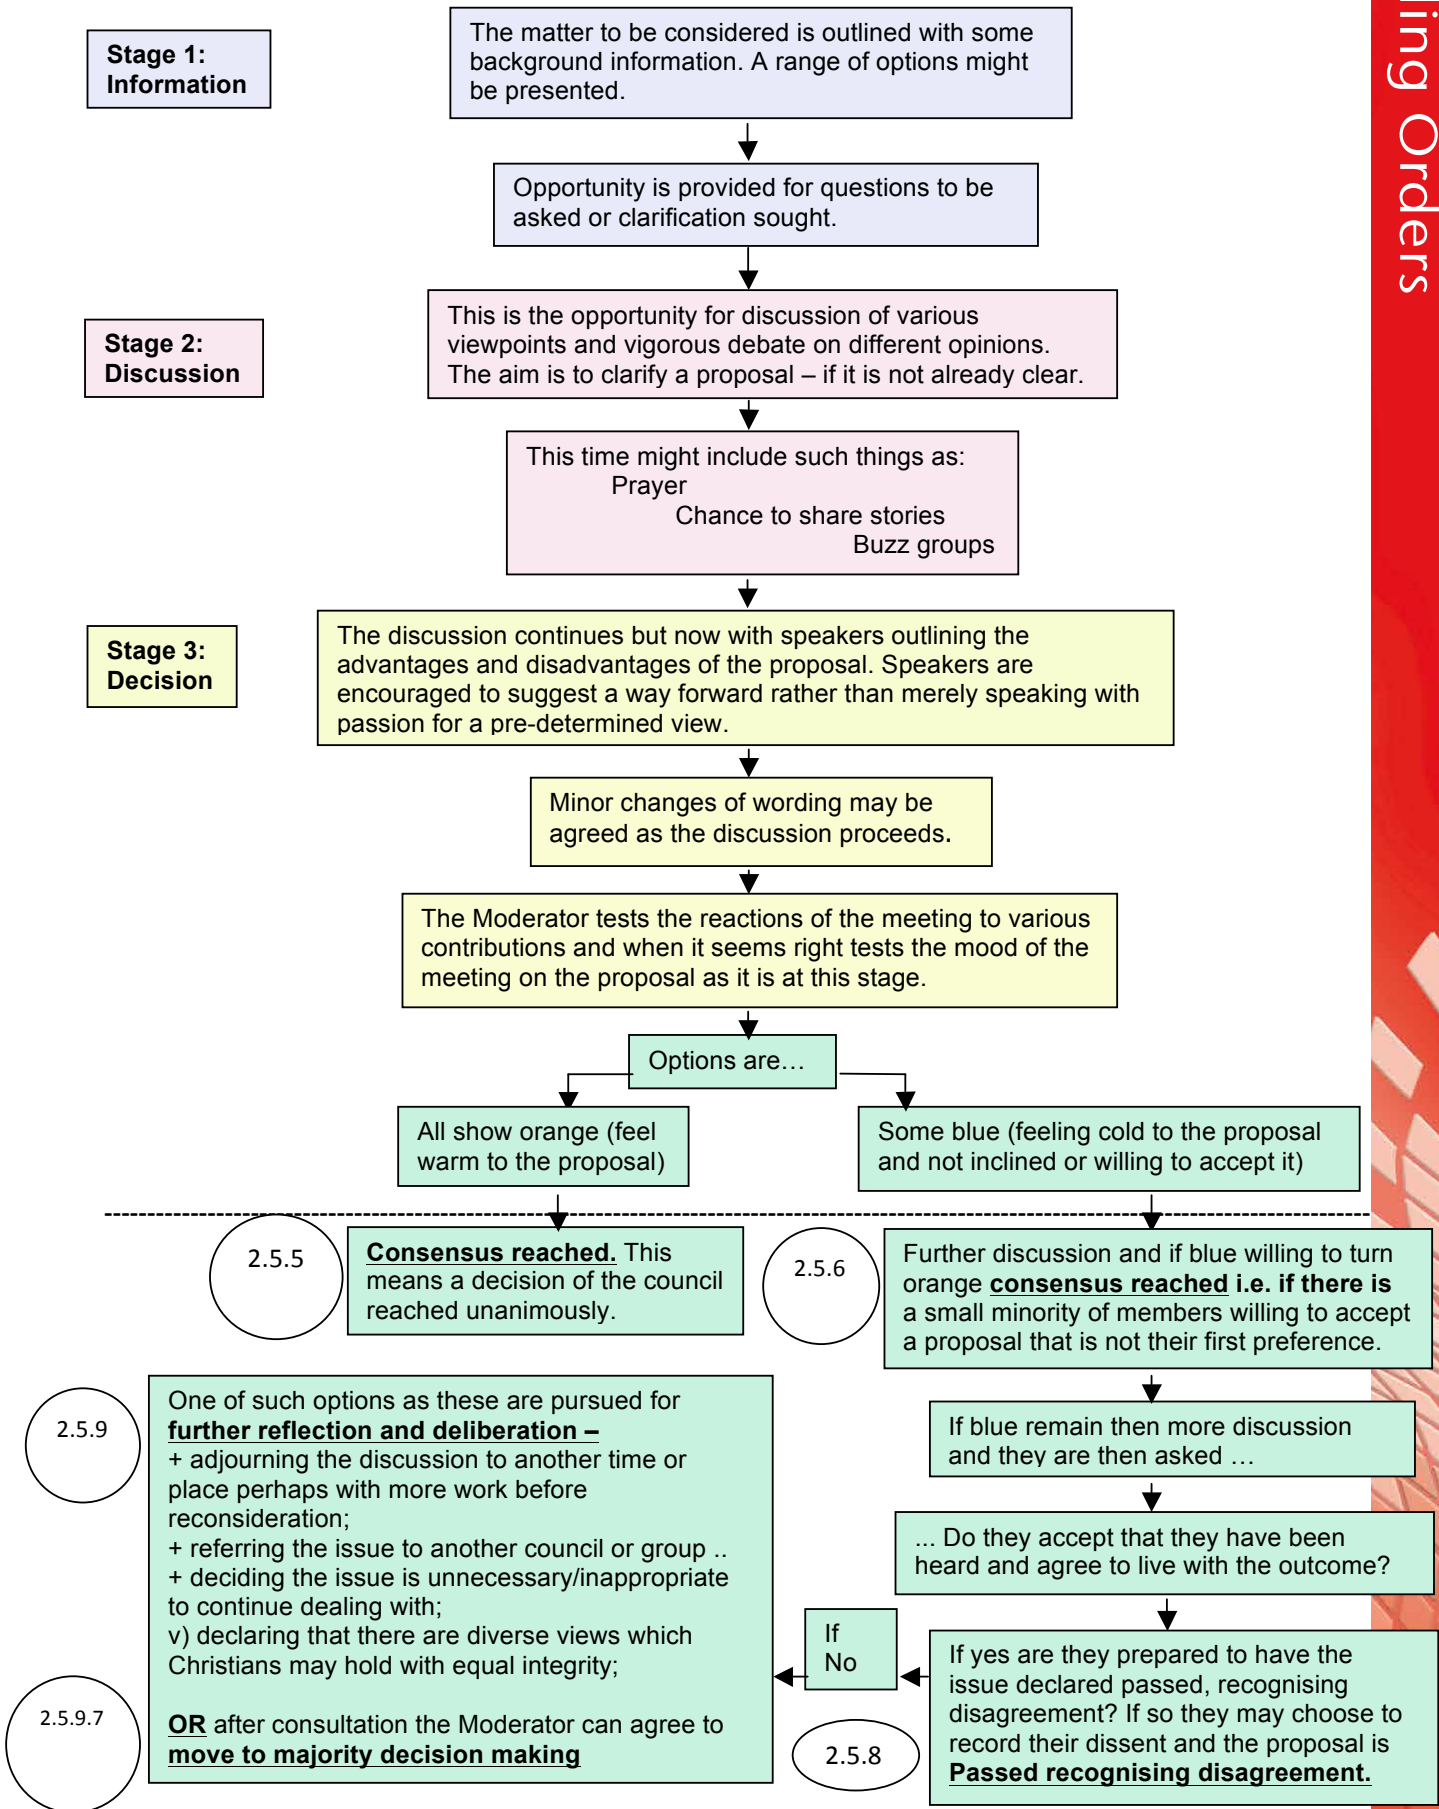 Stage 1:
Information
The matter to be considered is outlined with some
background information. A range of options might
be presented.
Opportunity is provided for questions to be
asked or clarification sought.
Stage 2:
Discussion
This is the opportunity for discussion of various
viewpoints and vigorous debate on different opinions.
The aim is to clarify a proposal – if it is not already clear.
This time might include such things as:
Prayer
Chance to share stories
Buzz groups
Stage 3:
Decision
The discussion continues but now with speakers outlining the
advantages and disadvantages of the proposal. Speakers are
encouraged to suggest a way forward rather than merely speaking with
passion for a pre-determined view.
Minor changes of wording may be
agreed as the discussion proceeds.
The Moderator tests the reactions of the meeting to various
contributions and when it seems right tests the mood of the
meeting on the proposal as it is at this stage.
Options are…
All show orange (feel
warm to the proposal)
Some blue (feeling cold to the proposal
and not inclined or willing to accept it)
2.5.5
Consensus reached. This
means a decision of the council
reached unanimously.
2.5.6
Further discussion and if blue willing to turn
orange consensus reached i.e. if there is
a small minority of members willing to accept
a proposal that is not their first preference.
If blue remain then more discussion
and they are then asked …
... Do they accept that they have been
heard and agree to live with the outcome?
If yes are they prepared to have the
issue declared passed, recognising
disagreement? If so they may choose to
record their dissent and the proposal is
Passed recognising disagreement.
2.5.8
If
No
2.5.9
One of such options as these are pursued for
further reflection and deliberation –
+ adjourning the discussion to another time or
place perhaps with more work before
reconsideration;
+ referring the issue to another council or group ..
+ deciding the issue is unnecessary/inappropriate
to continue dealing with;
v) declaring that there are diverse views which
Christians may hold with equal integrity;
2.5.9.7
OR after consultation the Moderator can agree to
move to majority decision making
ing Orders